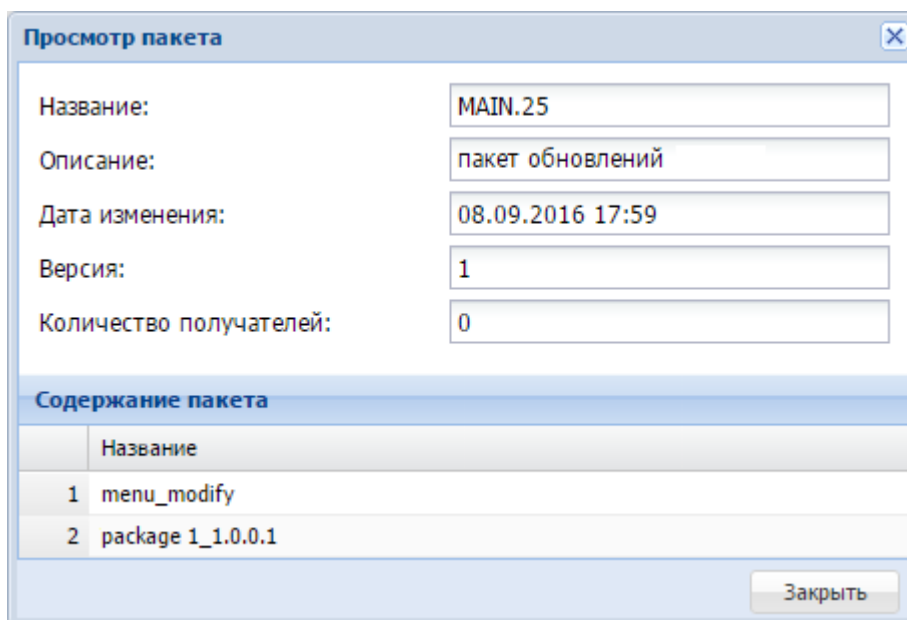 Просмотр пакета
Название: MAIN.25
Описание: пакет обновлений
Дата изменения: 08.09.2016 17:59
Версия: 1
Количество получателей: 0
Содержание пакета
Название
1 menu_modify
2 package 1_1.0.0.1
Закрыть